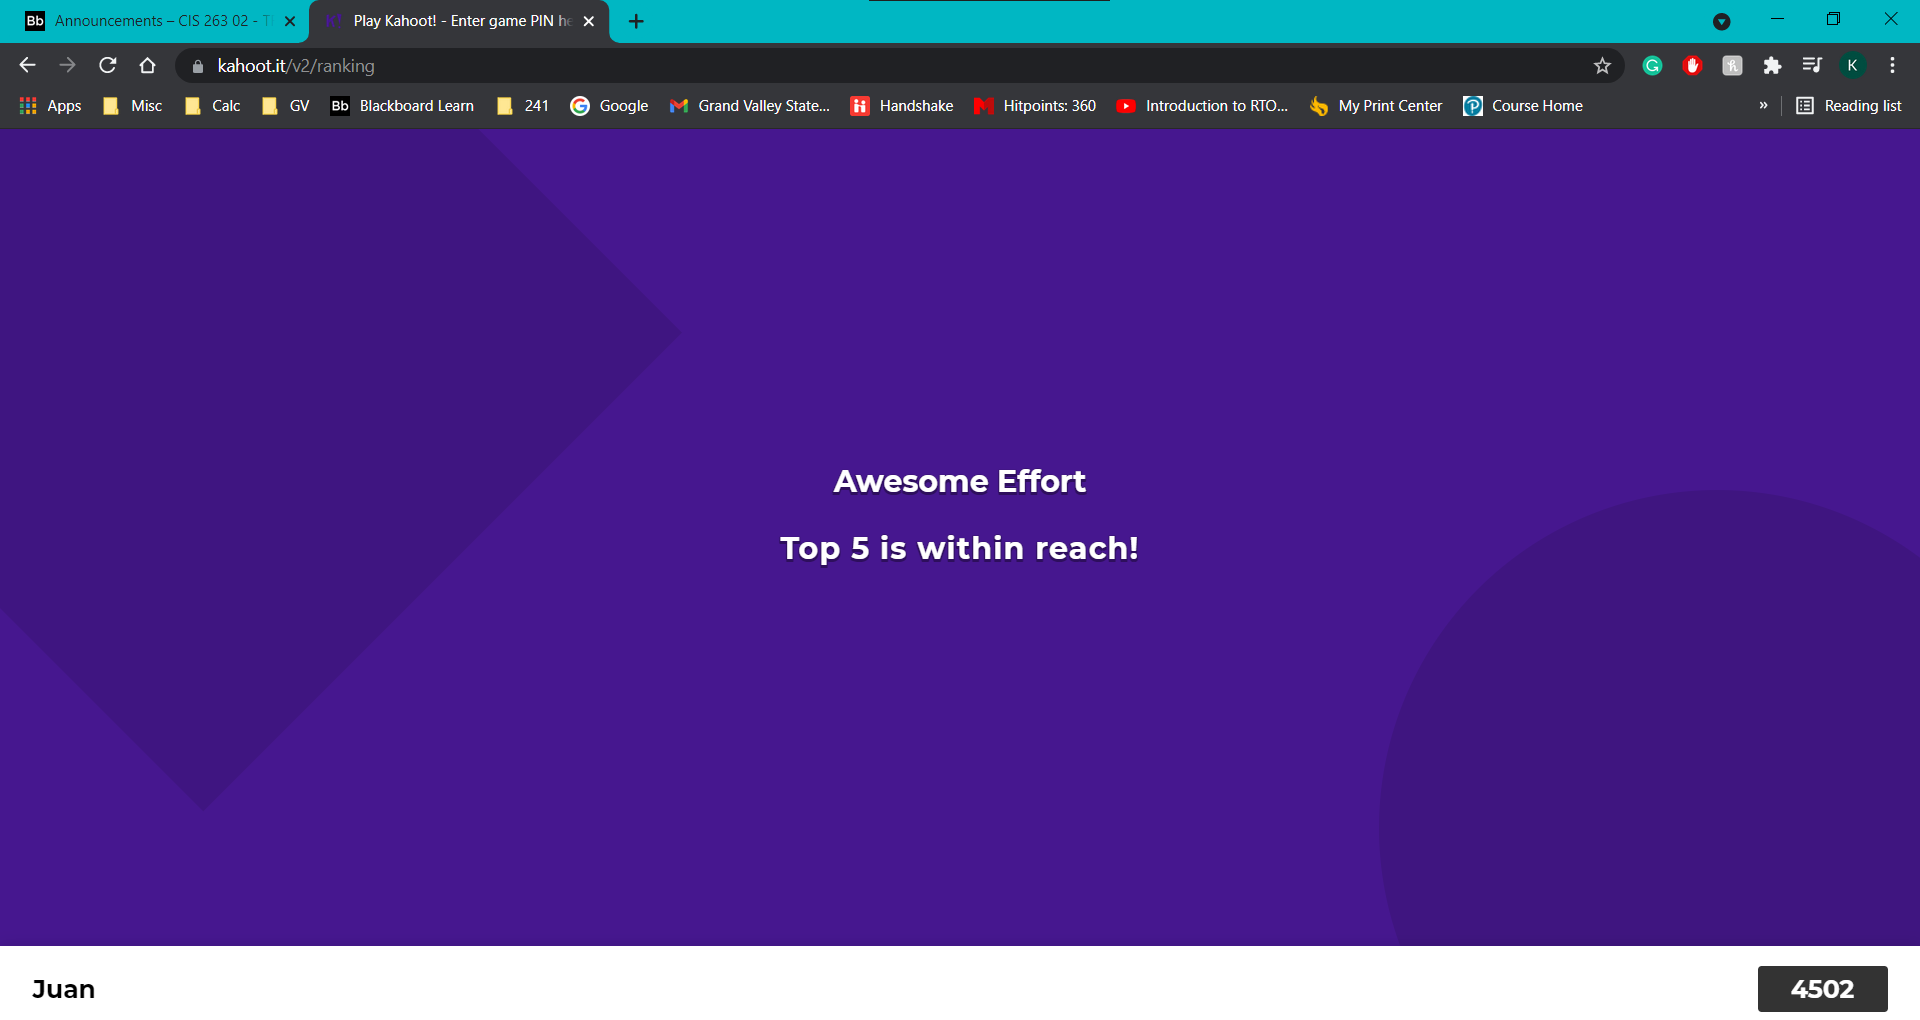 Bb Announcements – CIS 263 02 - Play Kahoot! - Enter game PIN
kahoot.it/v2/ranking K
Apps Misc Calc GV Bb Blackboard Learn 241 Google Grand Valley State... Handshake Hitpoints: 360 Introduction to RTO... My Print Center Course Home » Reading list
Awesome Effort
Top 5 is within reach!
Juan 4502